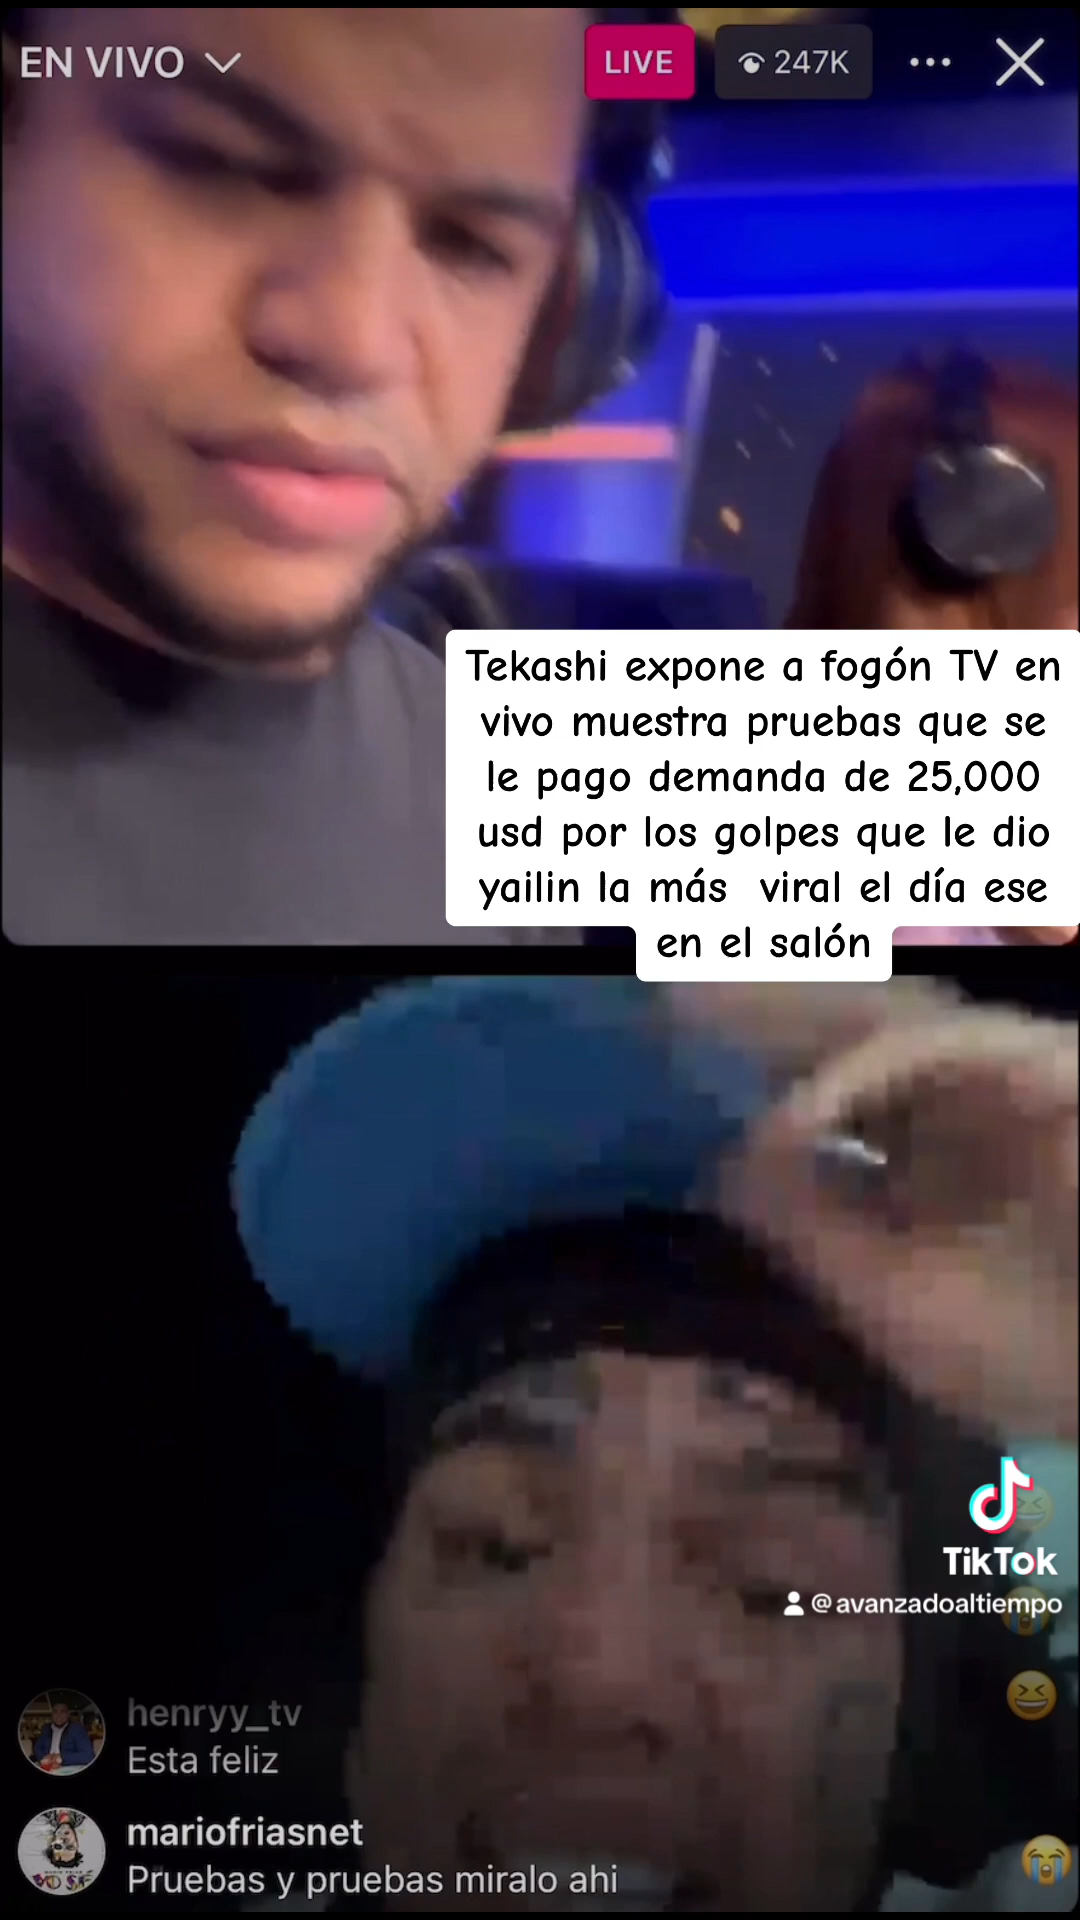 EN VIVO
LIVE
247K
Tekashi expone a fogón TV en
vivo muestra pruebas que se
le pago demanda de 25,000
usd por los golpes que le dio
yailin la más  viral el día ese
en el salón
TikTok
@avanzadoaltiempo
henryy_tv
Esta feliz
mariofriasnet
Pruebas y pruebas miralo ahi